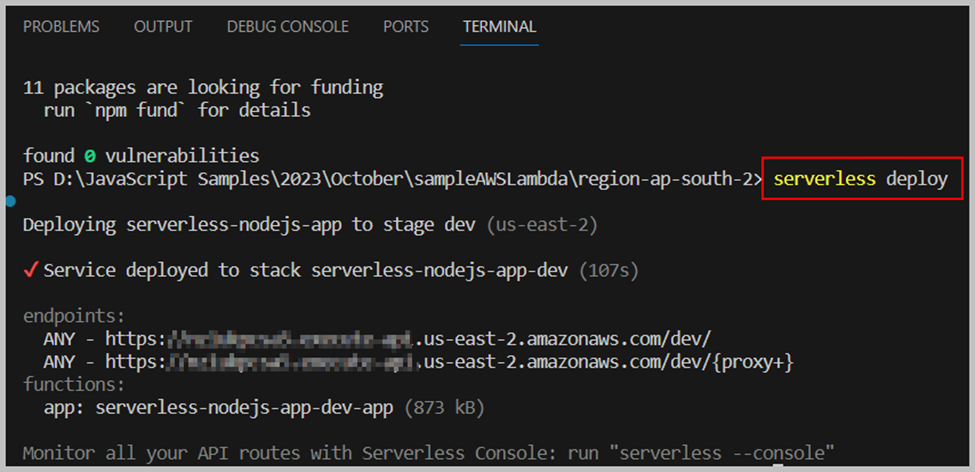 PROBLEMS OUTPUT DEBUG CONSOLE PORTS TERMINAL
11 packages are looking for funding
run `npm fund` for details
found 0 vulnerabilities
PS D:\JavaScript Samples\2023\October\sampleAWSLambda\region-ap-south-2> serverless deploy
Deploying serverless-nodejs-app to stage dev (us-east-2)
✓ Service deployed to stack serverless-nodejs-app-dev (107s)
endpoints:
ANY - https:// .us-east-2.amazonaws.com/dev/
ANY - https:// .us-east-2.amazonaws.com/dev/{proxy+}
functions:
app: serverless-nodejs-app-dev-app (873 kB)
Monitor all your API routes with Serverless Console: run "serverless --console"